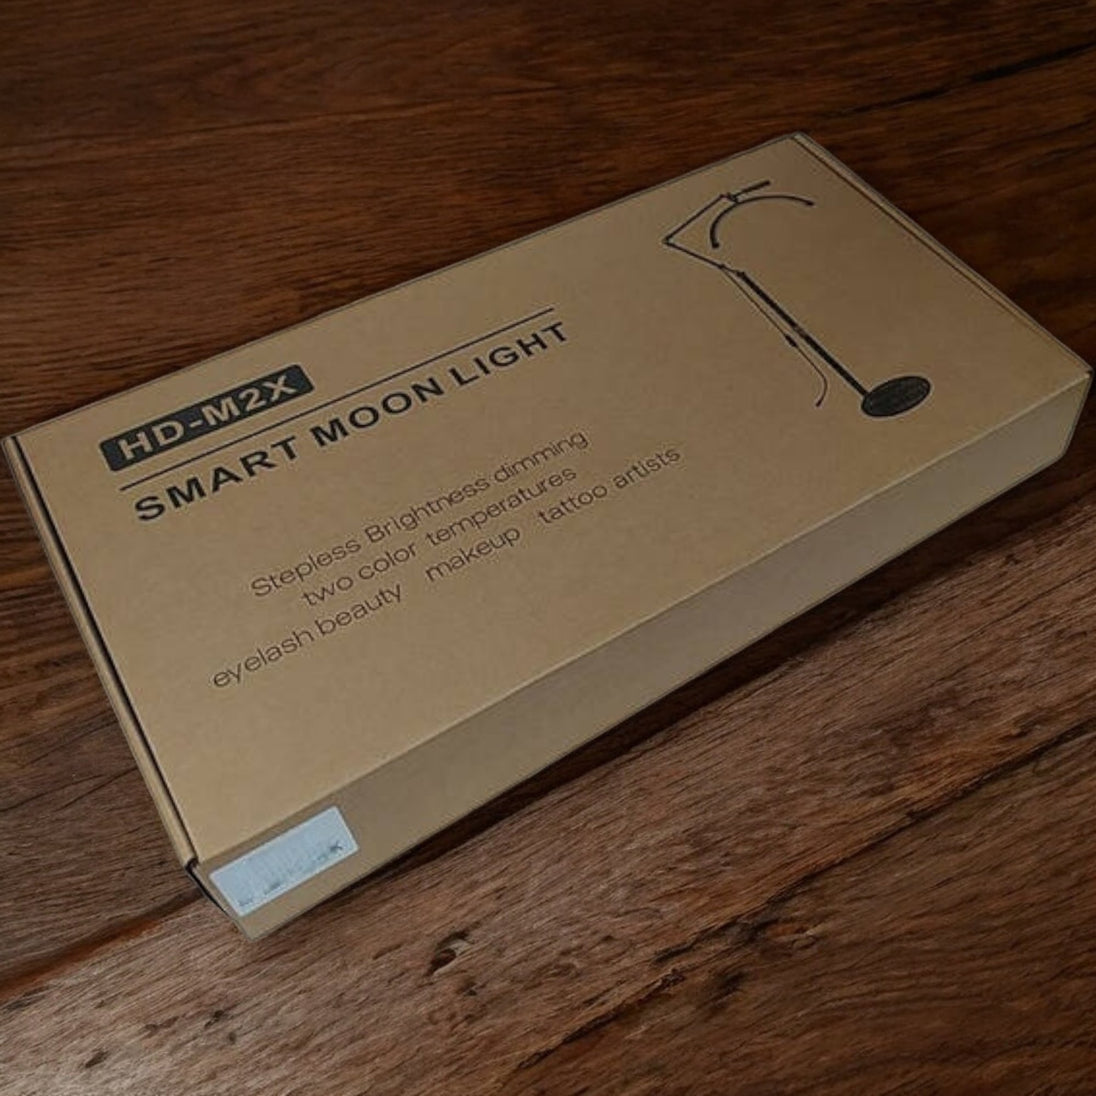 HD-M2X
SMART MOON LIGHT
Stepless Brightness dimming
two color temperatures
eyelash beauty makeup tattoo artists